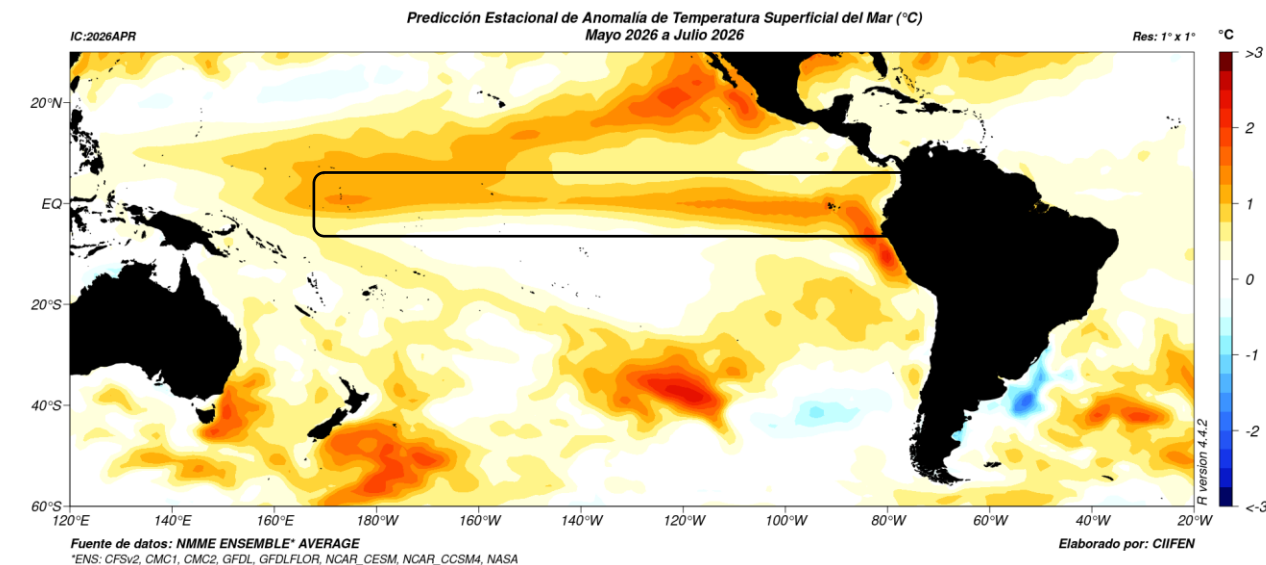 Predicción Estacional de Anomalía de Temperatura Superficial del Mar (°C)
IC:2026APR
Mayo 2026 a Julio 2026
Res: 1° x 1°
°C
>3
2
1
0
-1
-2
<-3
20°N
EQ
20°S
40°S
60°S
120°E
140°E
160°E
180°W
160°W
140°W
120°W
100°W
80°W
60°W
40°W
20°W
R version 4.4.2
Fuente de datos: NMME ENSEMBLE* AVERAGE
Elaborado por: CIIFEN
*ENS: CFSv2, CMC1, CMC2, GFDL, GFDLFLOR, NCAR_CESM, NCAR_CCSM4, NASA